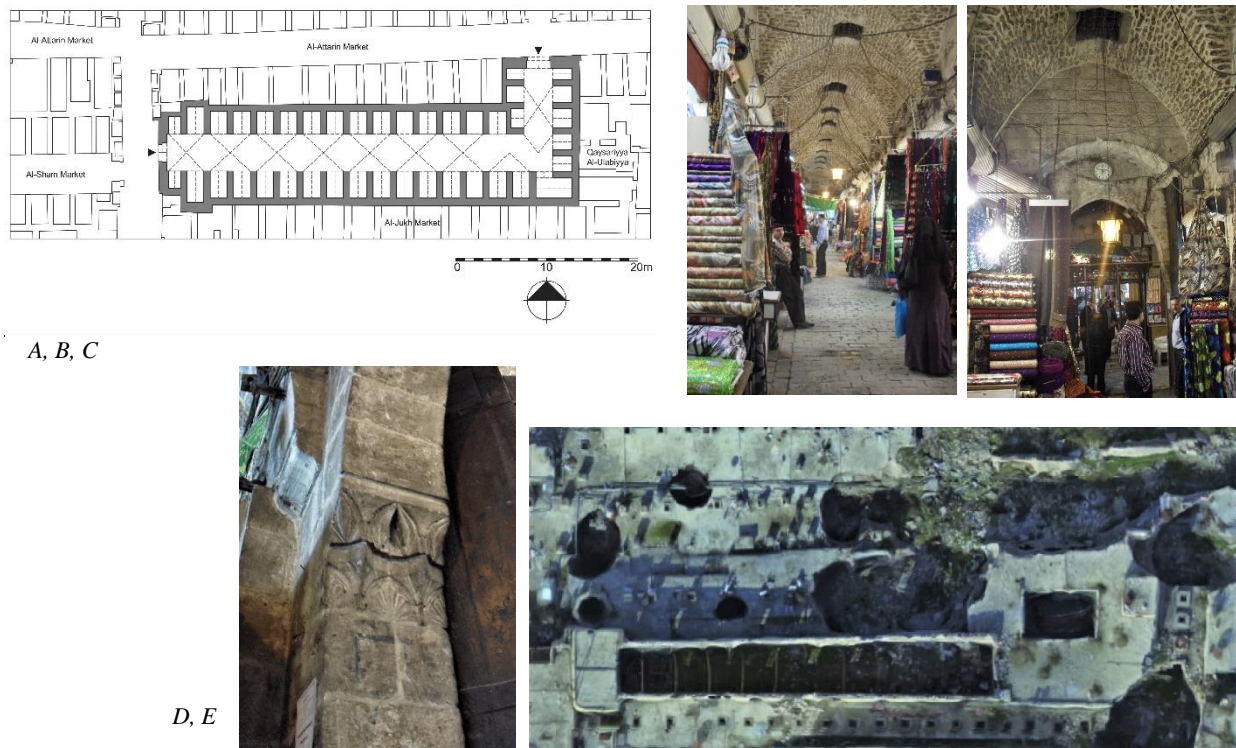 Al-Attarin Market
Al-Attarin Market
Qaysariyya
Al-Ulabiyya
Al-Sham Market
Al-Jukh Market
0 10 20m
A, B, C
D, E